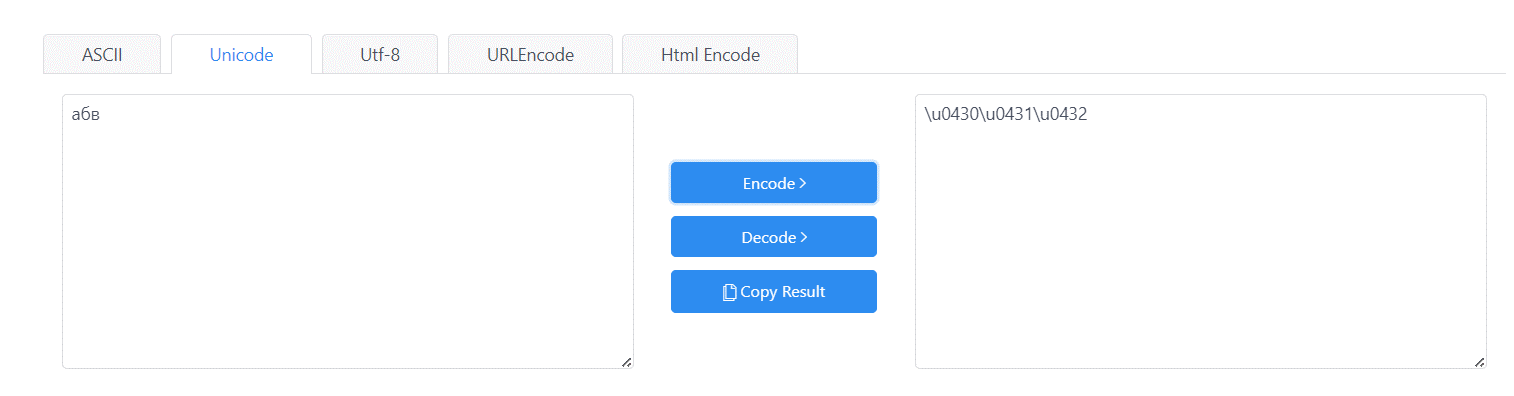 ASCII Unicode Utf-8 URLEncode Html Encode
абв
\u0430\u0431\u0432
Encode >
Decode >
Copy Result